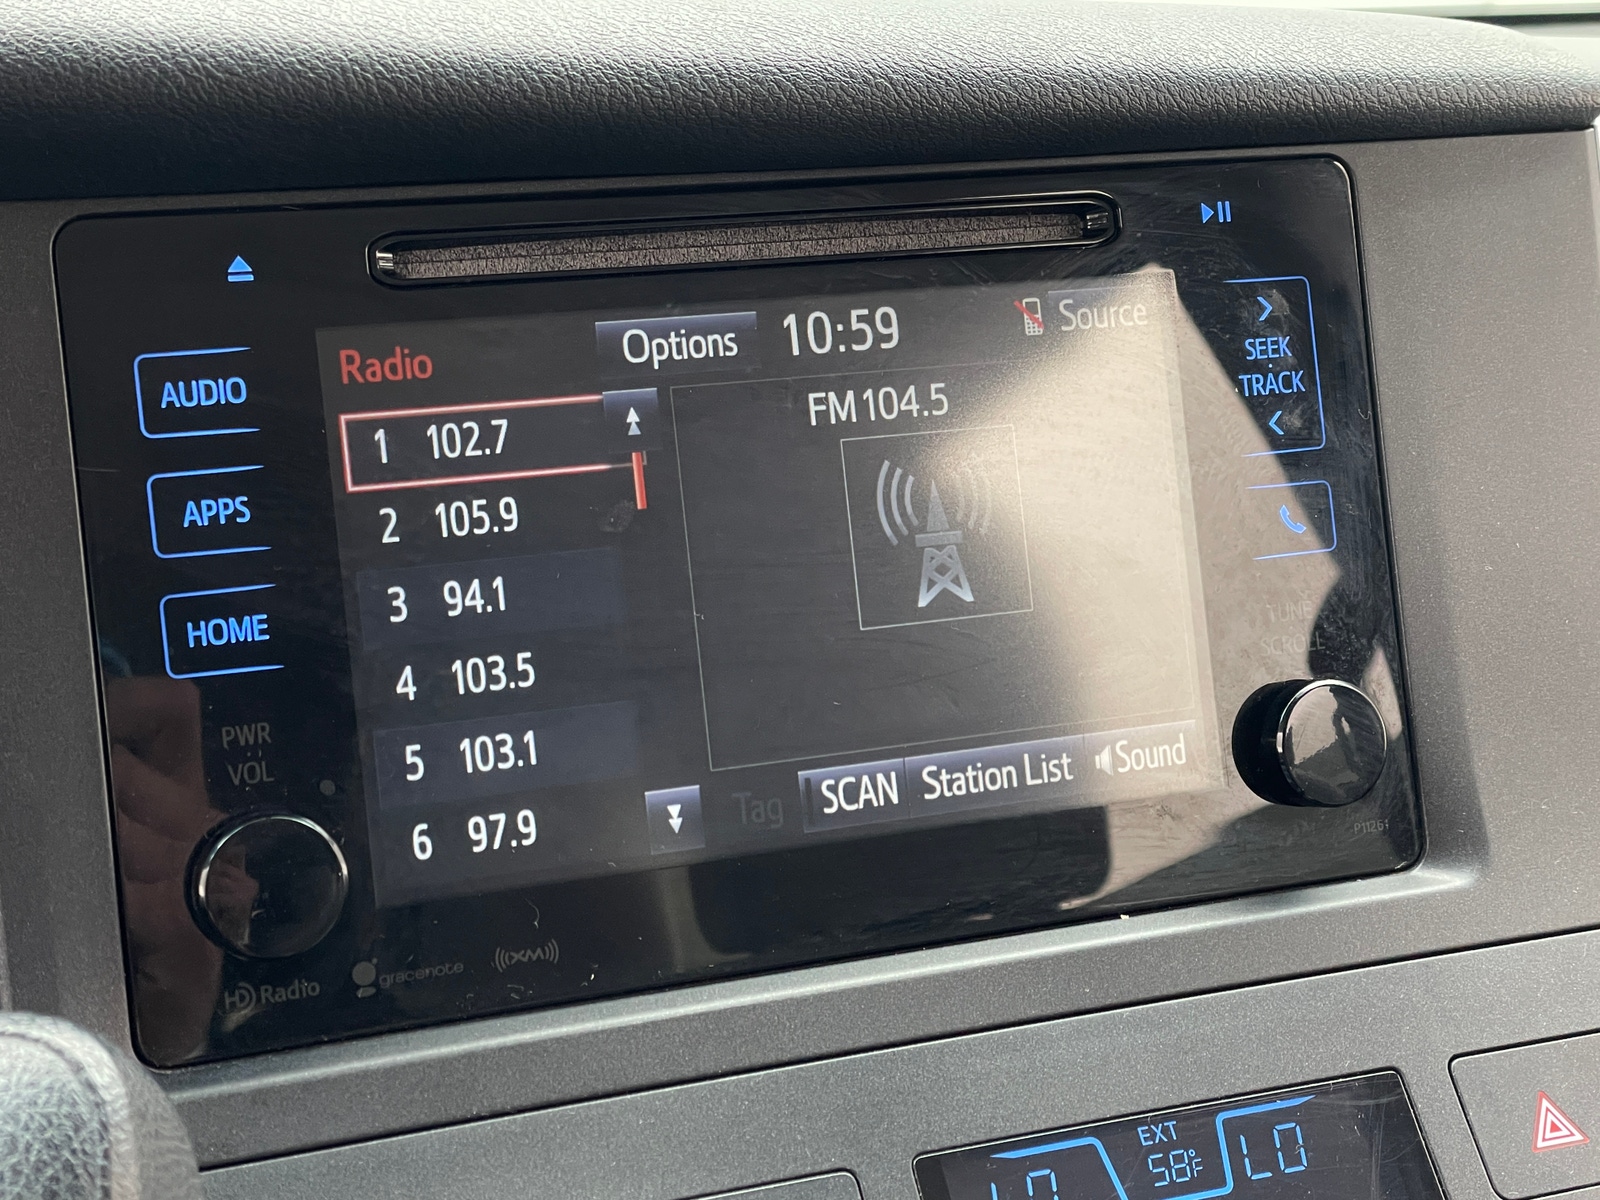 AUDIO
APPS
HOME
PWR
VOL
Radio
Options
10:59
Source
1 102.7
2 105.9
3 94.1
4 103.5
5 103.1
6 97.9
FM 104.5
Tag
SCAN
Station List
Sound
SEEK
TRACK
TUNE
SCROLL
P11261
HD Radio
gracenote
((XM))
EXT
58°F
LO
LO